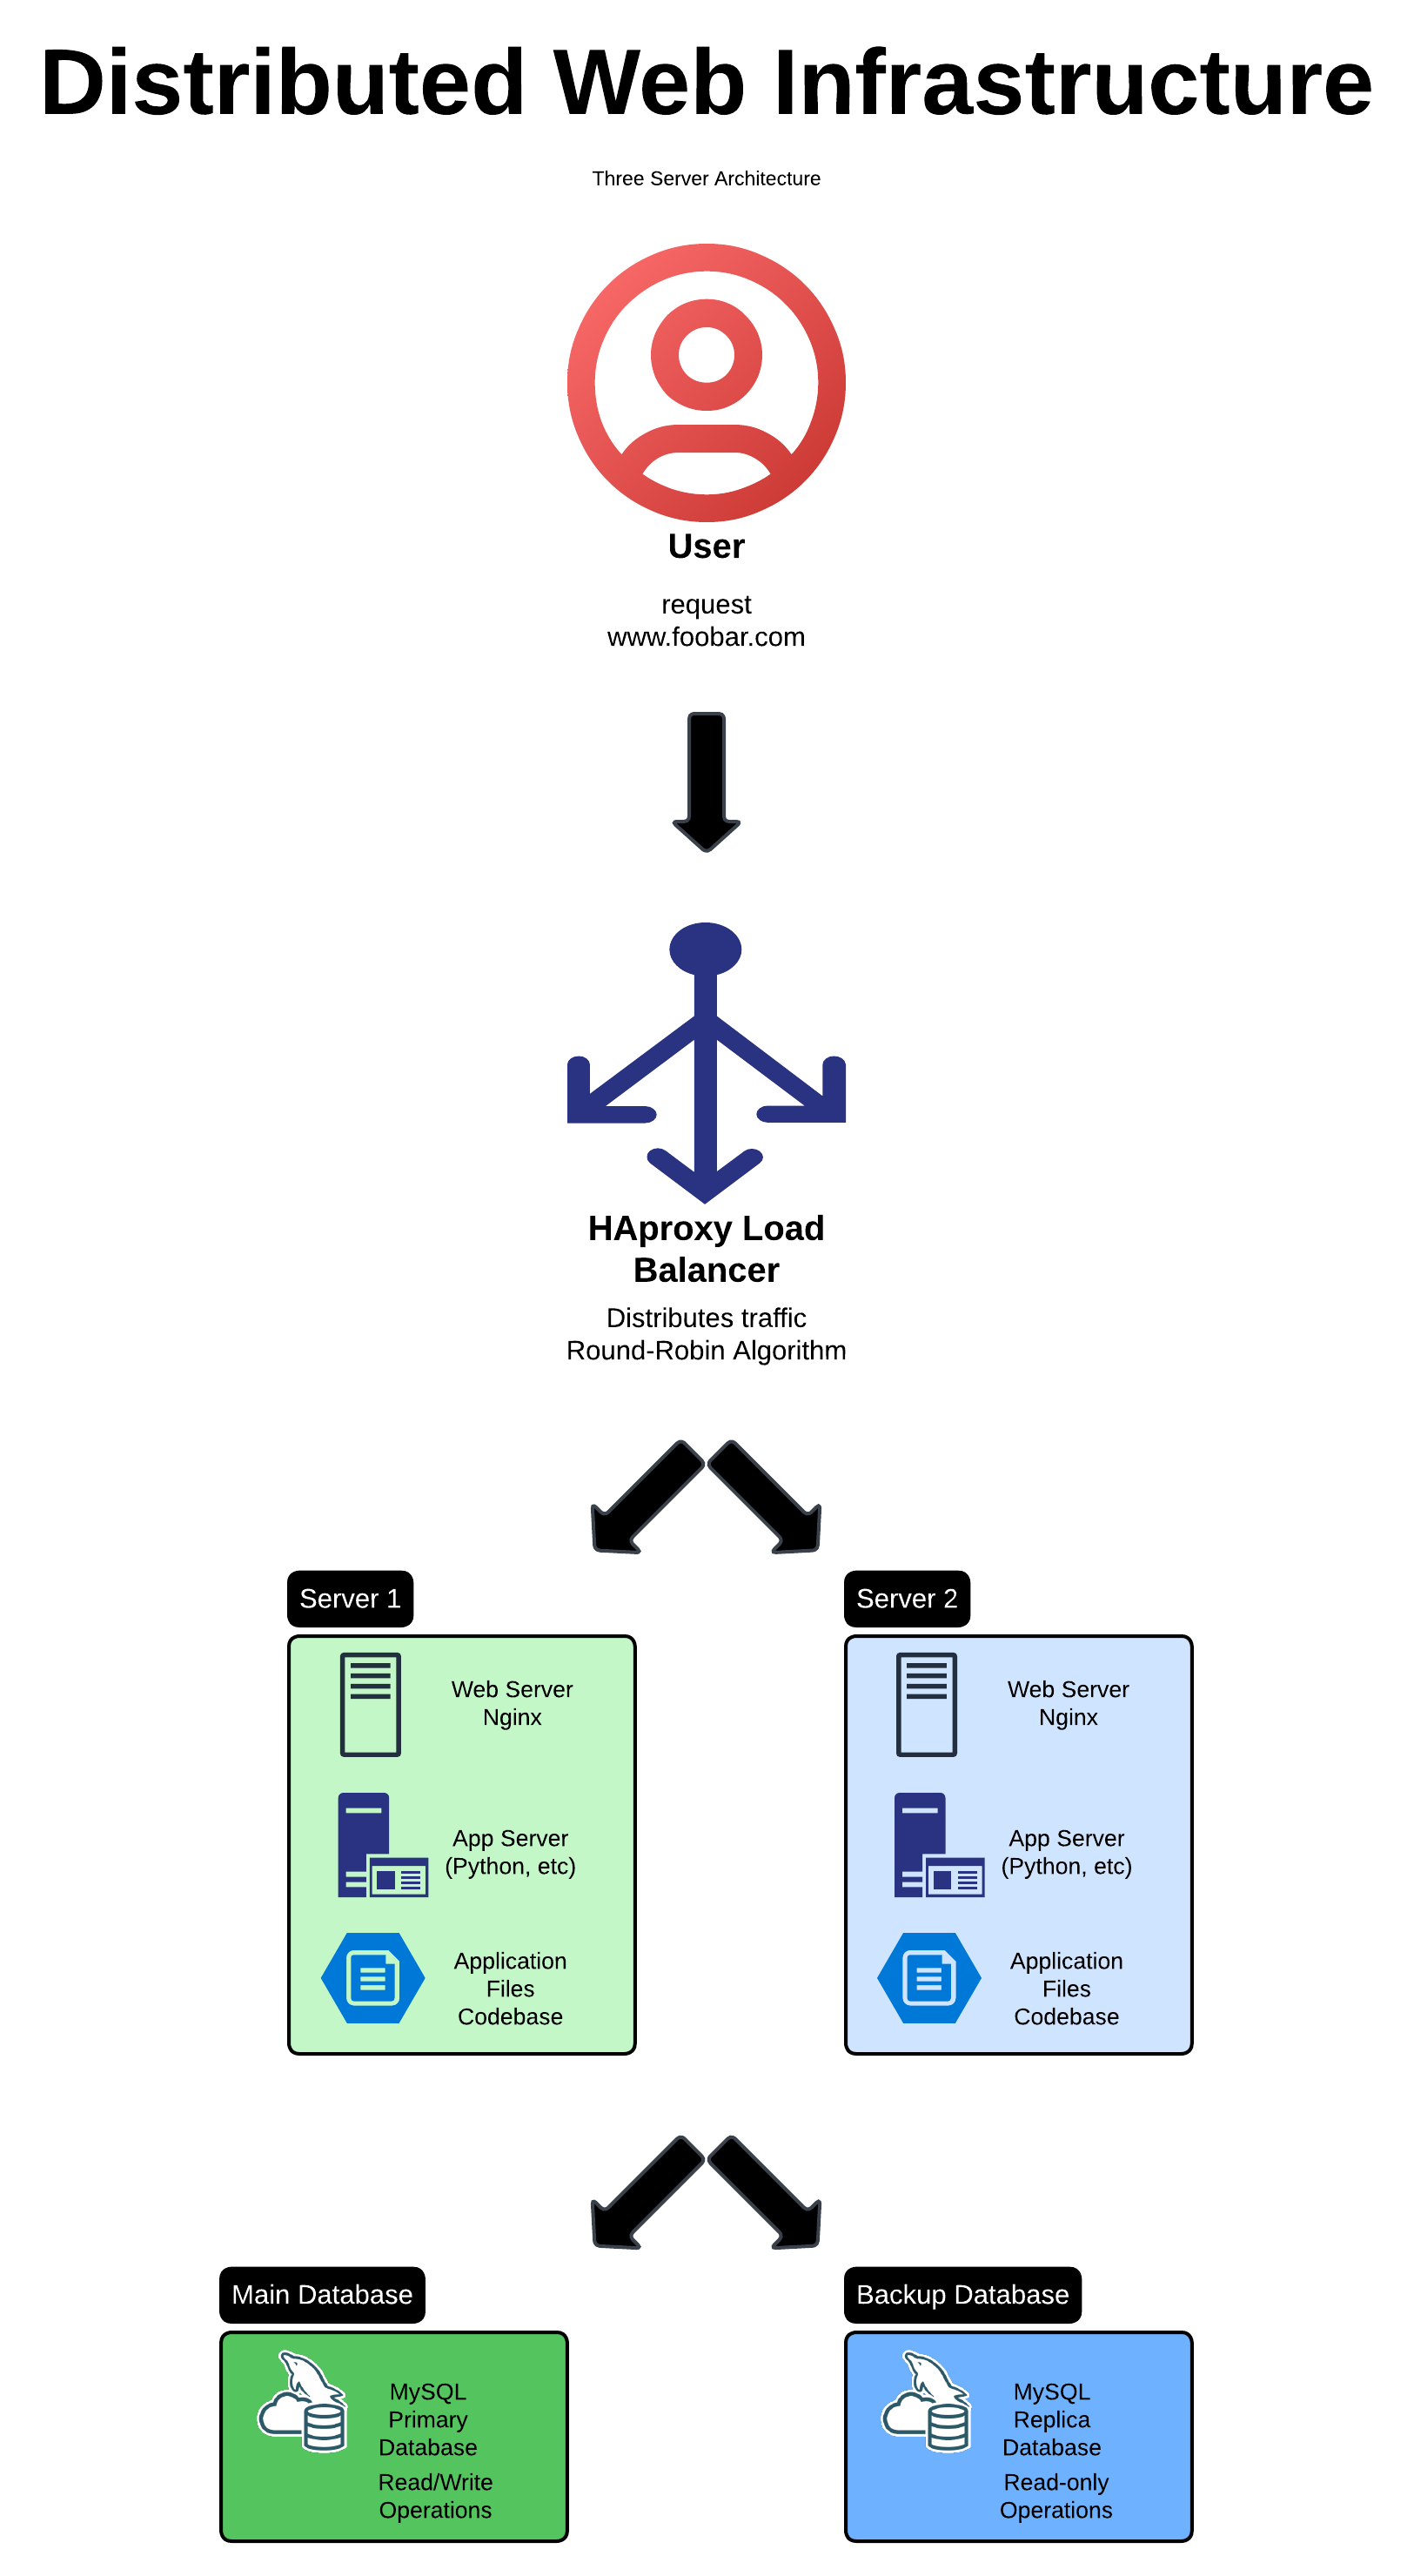 Distributed Web Infrastructure
Three Server Architecture
User
request
www.foobar.com
HAproxy Load
Balancer
Distributes traffic
Round-Robin Algorithm
Server 1
Web Server
Nginx
App Server
(Python, etc)
Application
Files
Codebase
Server 2
Web Server
Nginx
App Server
(Python, etc)
Application
Files
Codebase
Main Database
MySQL
Primary
Database
Read/Write
Operations
Backup Database
MySQL
Replica
Database
Read-only
Operations